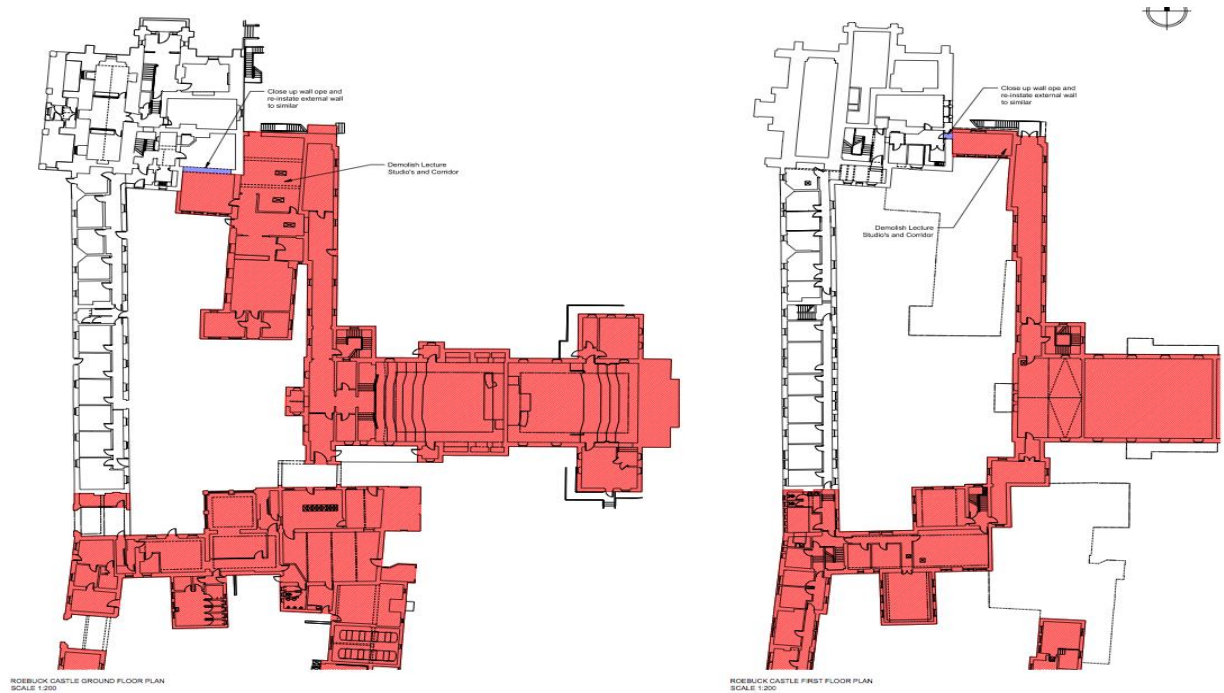 Close up wall ope and
re-instate external wall
to similar
Demolish Lecture
Studio's and Corridor
ROEBUCK CASTLE GROUND FLOOR PLAN
SCALE 1:200
Close up wall ope and
re-instate external wall
to similar
Demolish Lecture
Studio's and Corridor
ROEBUCK CASTLE FIRST FLOOR PLAN
SCALE 1:200